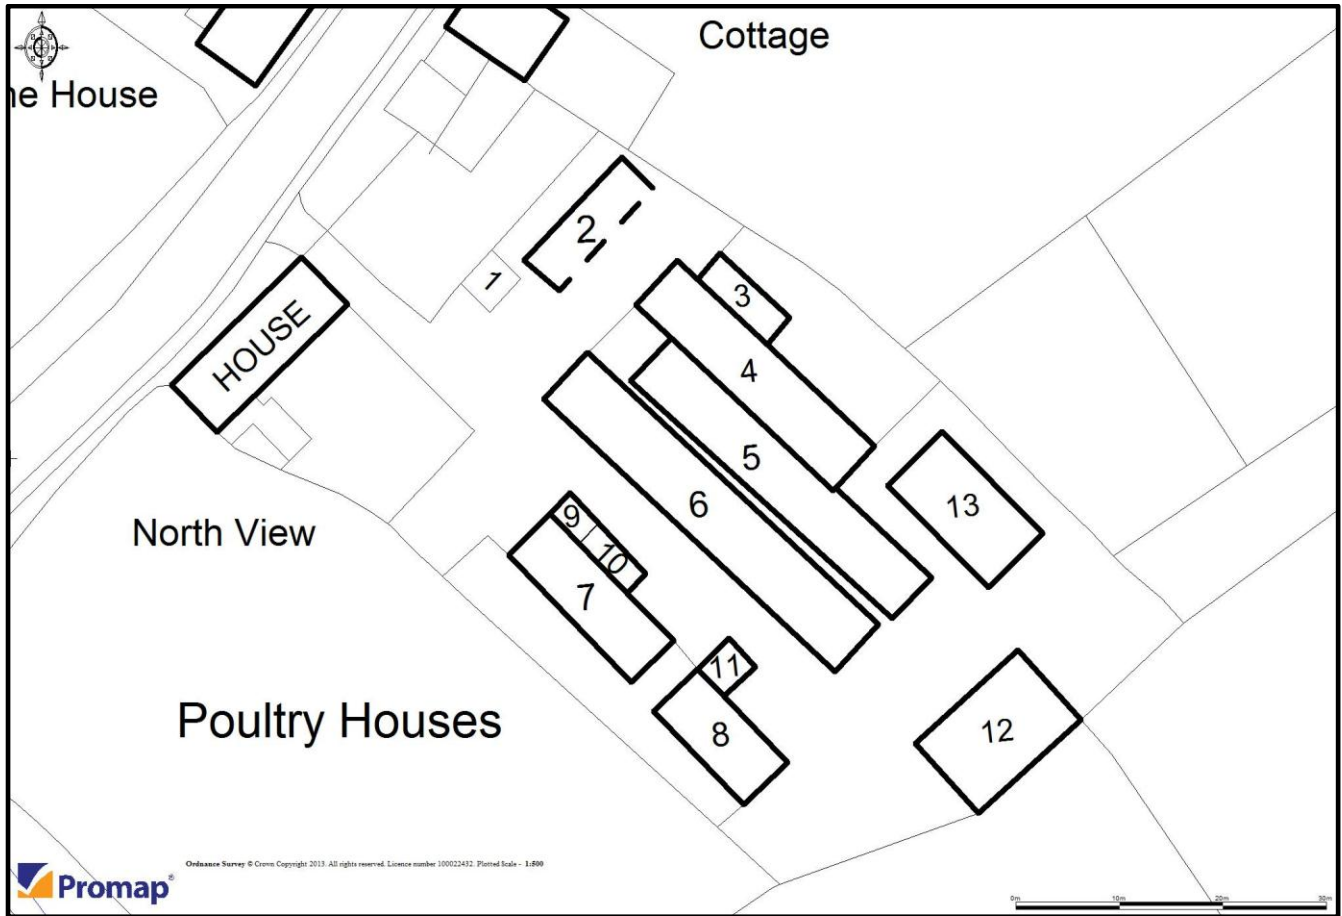 Cottage
ne House
2
1
3
HOUSE
4
5
13
6
9
North View
10
7
11
Poultry Houses
8
12
Ordnance Survey © Crown Copyright 2013. All rights reserved. Licence number 100022432. Plotted Scale - 1:500
Promap®
0m 10m 20m 30m